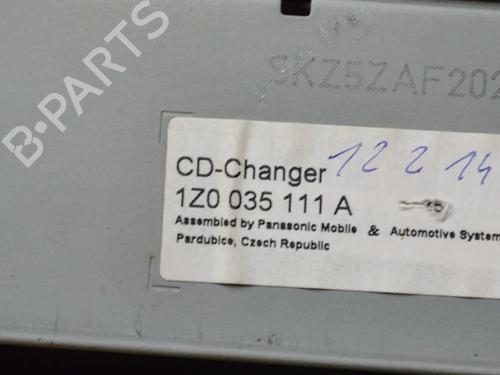 B-PARTS
SKZ5ZAF202
CD-Changer 12 2 14
1Z0 035 111 A
Assembled by Panasonic Mobile & Automotive System
Pardubice, Czech Republic